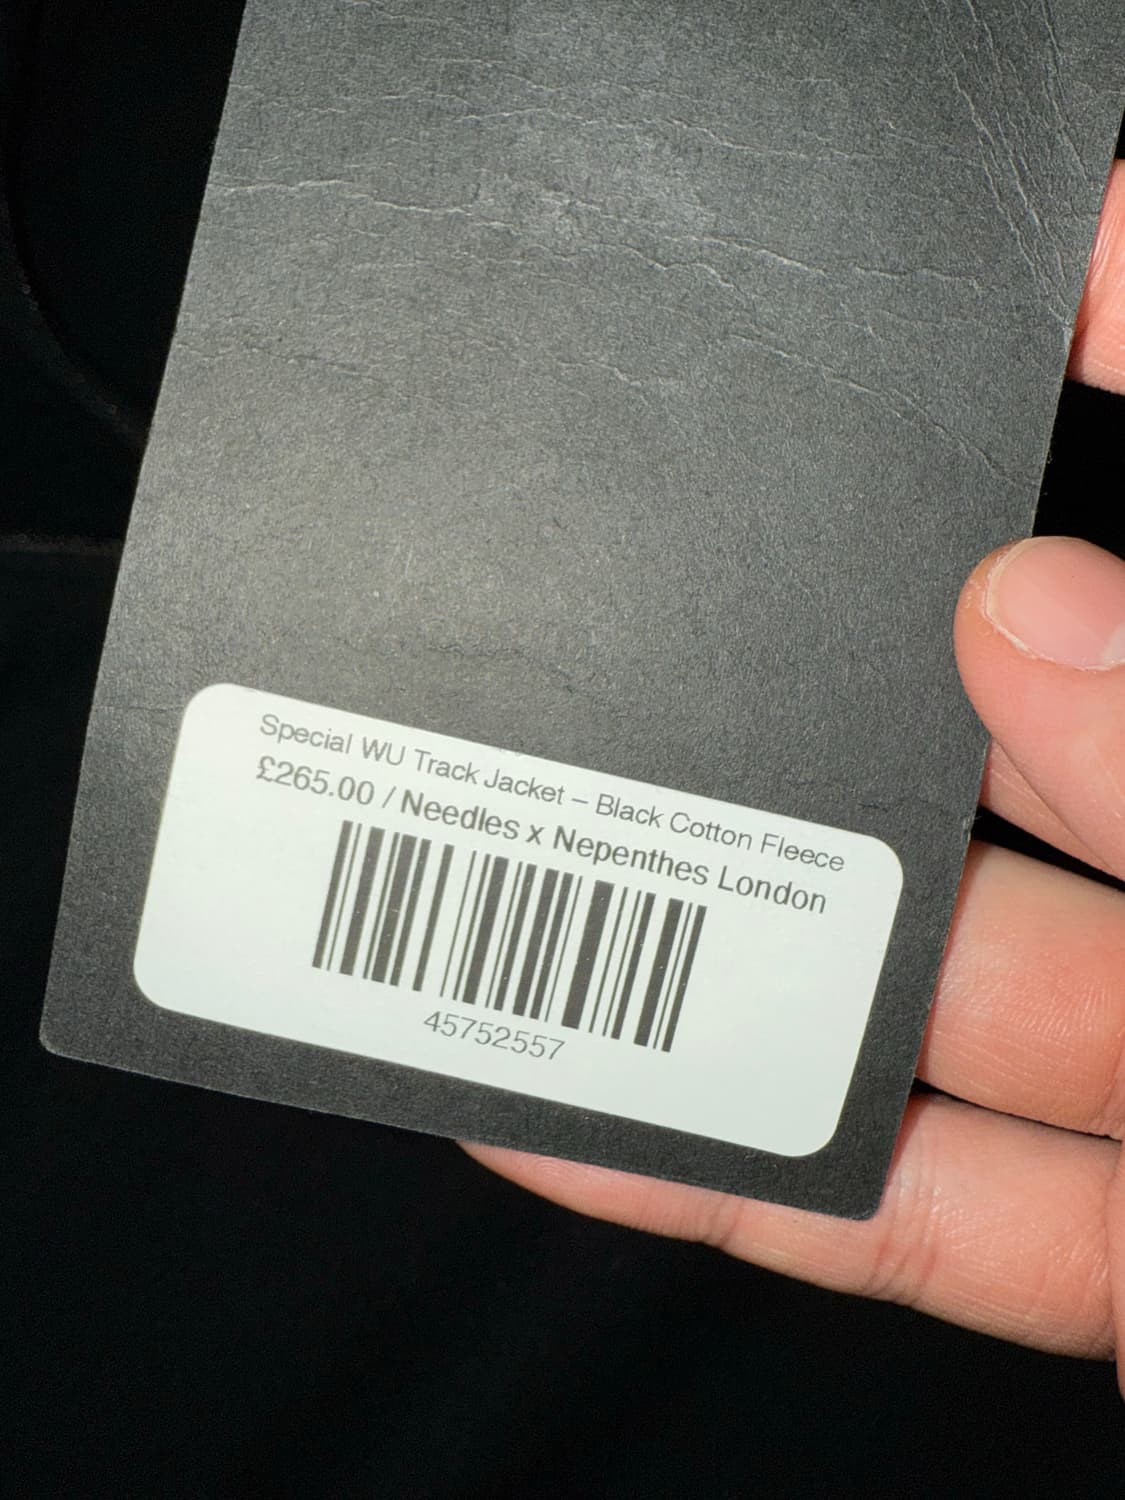 Special WU Track Jacket – Black Cotton Fleece
£265.00 / Needles x Nepenthes London
45752557